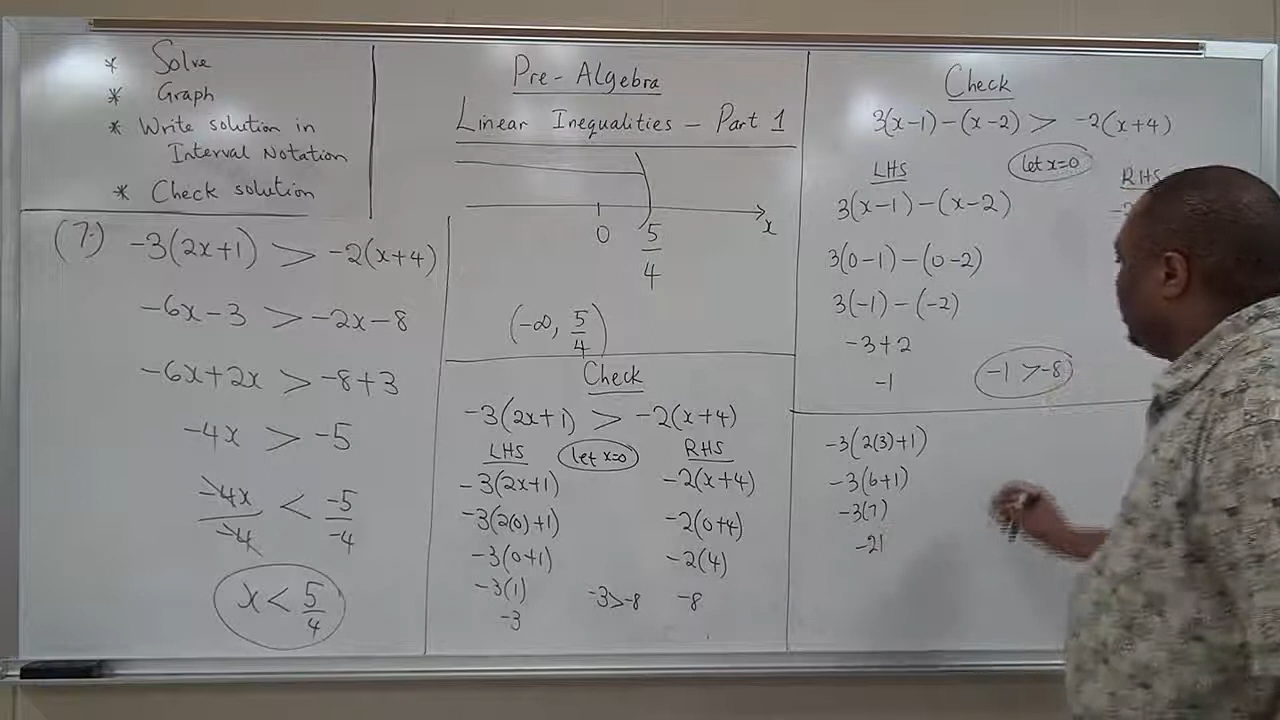 * Solve
* Graph
* Write solution in
Interval Notation
* Check solution
Pre-Algebra
Linear Inequalities - Part 1
(7.) -3(2x+1) > -2(x+4)
-6x-3 > -2x-8
-6x+2x > -8+3
-4x > -5
-4x/-4 < -5/-4
x < 5/4
0 5/4 x
(-∞, 5/4)
Check
-3(2x+1) > -2(x+4)
LHS let x=0 RHS
-3(2x+1) -2(x+4)
-3(2(0)+1) -2(0+4)
-3(0+1) -2(4)
-3(1) -3>-8 -8
-3
Check
3(x-1)-(x-2) > -2(x+4)
LHS let x=0 RHS
3(x-1)-(x-2)
3(0-1)-(0-2)
3(-1)-(-2)
-3+2
-1 -1 >-8
-3(2(3)+1)
-3(6+1)
-3(7)
-21